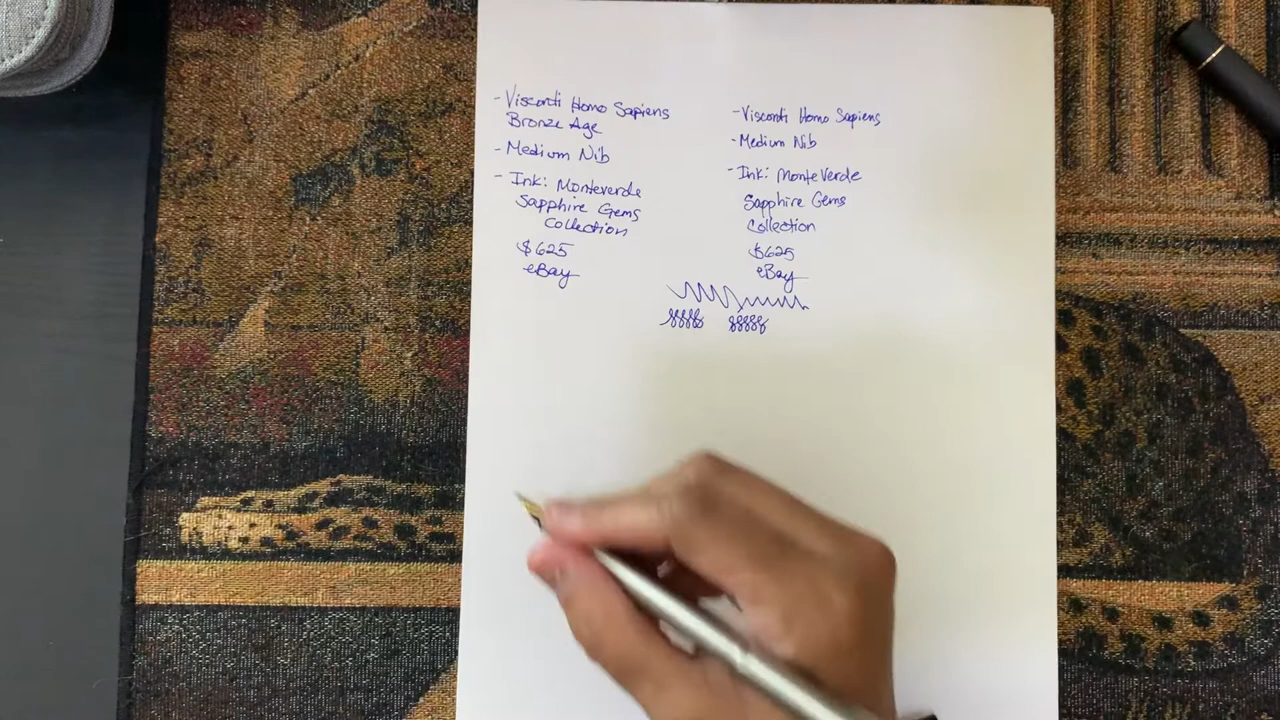 - Visconti Homo Sapiens
Bronze Age
- Medium Nib
- Ink: Monteverde
Sapphire Gems
Collection
$625
eBay
- Visconti Homo Sapiens
- Medium Nib
- Ink: MonteVerde
Sapphire Gems
Collection
$625
eBay